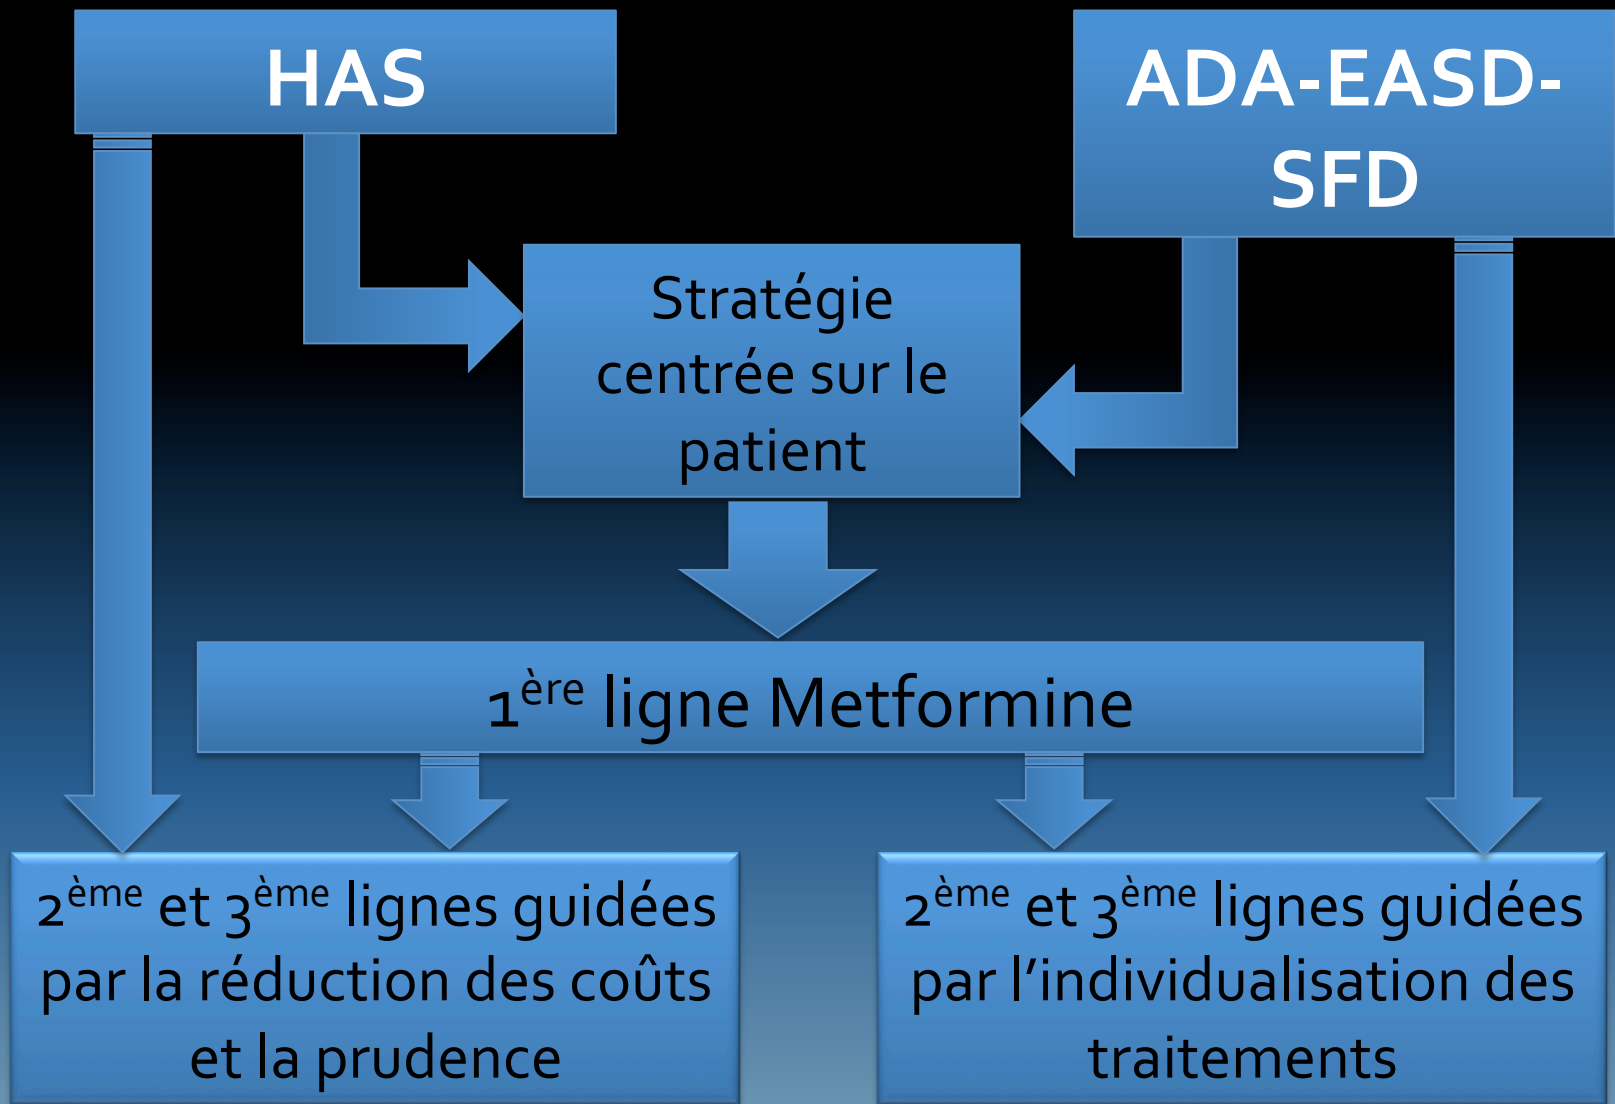 HAS
ADA-EASD-
SFD
Stratégie
centrée sur le
patient
1ère ligne Metformine
2ème et 3ème lignes guidées
par la réduction des coûts
et la prudence
2ème et 3ème lignes guidées
par l’individualisation des
traitements